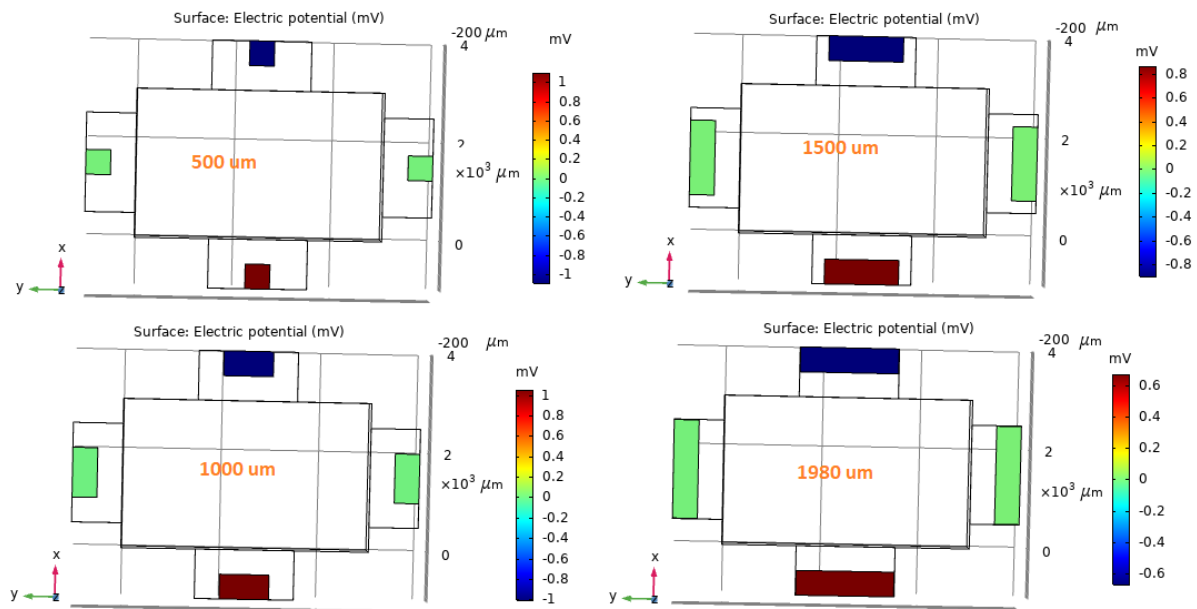 Surface: Electric potential (mV)
-200 μm
4
mV
1
0.8
0.6
0.4
0.2
0
-0.2
-0.4
-0.6
-0.8
-1
2
×10³ μm
0
500 um
x
y
z
Surface: Electric potential (mV)
-200 μm
4
mV
0.8
0.6
0.4
0.2
0
-0.2
-0.4
-0.6
-0.8
2
×10³ μm
0
1500 um
x
y
z
Surface: Electric potential (mV)
-200 μm
4
mV
1
0.8
0.6
0.4
0.2
0
-0.2
-0.4
-0.6
-0.8
-1
2
×10³ μm
0
1000 um
x
y
z
Surface: Electric potential (mV)
-200 μm
4
mV
0.6
0.4
0.2
0
-0.2
-0.4
-0.6
2
×10³ μm
0
1980 um
x
y
z